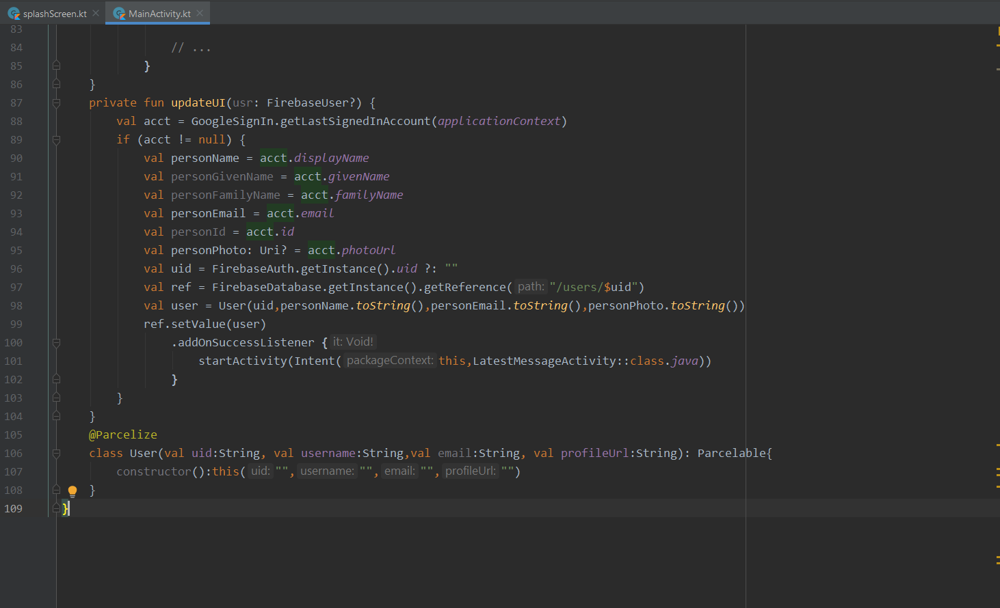 splashScreen.kt
MainActivity.kt
83
84 // ...
85 }
86 }
87 private fun updateUI(usr: FirebaseUser?) {
88 val acct = GoogleSignIn.getLastSignedInAccount(applicationContext)
89 if (acct != null) {
90 val personName = acct.displayName
91 val personGivenName = acct.givenName
92 val personFamilyName = acct.familyName
93 val personEmail = acct.email
94 val personId = acct.id
95 val personPhoto: Uri? = acct.photoUrl
96 val uid = FirebaseAuth.getInstance().uid ?: ""
97 val ref = FirebaseDatabase.getInstance().getReference( path: "/users/$uid")
98 val user = User(uid,personName.toString(),personEmail.toString(),personPhoto.toString())
99 ref.setValue(user)
100 .addOnSuccessListener { it: Void!
101 startActivity(Intent( packageContext: this,LatestMessageActivity::class.java))
102 }
103 }
104 }
105 @Parcelize
106 class User(val uid:String, val username:String,val email:String, val profileUrl:String): Parcelable{
107 constructor():this( uid: "", username: "", email: "", profileUrl: "")
108 }
109 }